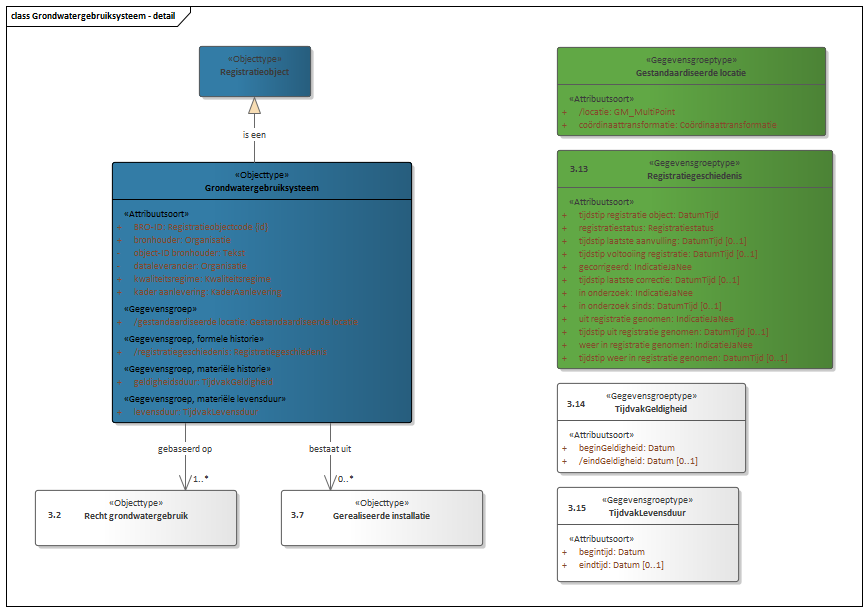 class Grondwatergebruiksysteem - detail
«Objecttype»
Registratieobject
is een
«Objecttype»
Grondwatergebruiksysteem
«Attribuutsoort»
+ BRO-ID: Registratieobjectcode {id}
+ bronhouder: Organisatie
+ object-ID bronhouder: Tekst
+ dataleverancier: Organisatie
+ kwaliteitsregime: Kwaliteitsregime
+ kader aanlevering: KaderAanlevering
«Gegevensgroep»
+ /gestandaardiseerde locatie: Gestandaardiseerde locatie
«Gegevensgroep, formele historie»
+ /registratiegeschiedenis: Registratiegeschiedenis
«Gegevensgroep, materiële historie»
+ geldigheidsduur: TijdvakGeldigheid
«Gegevensgroep, materiële levensduur»
+ levensduur: TijdvakLevensduur
gebaseerd op
1..*
bestaat uit
/0..*
«Objecttype»
3.2 Recht grondwatergebruik
«Objecttype»
3.7 Gerealiseerde installatie
«Gegevensgroeptype»
Gestandaardiseerde locatie
«Attribuutsoort»
+ /locatie: GM_MultiPoint
+ coördinaattransformatie: Coördinaattransformatie
3.13 «Gegevensgroeptype»
Registratiegeschiedenis
«Attribuutsoort»
+ tijdstip registratie object: DatumTijd
+ registratiestatus: Registratiestatus
+ tijdstip laatste aanvulling: DatumTijd [0..1]
+ tijdstip voltooiing registratie: DatumTijd [0..1]
+ gecorrigeerd: IndicatieJaNee
+ tijdstip laatste correctie: DatumTijd [0..1]
+ in onderzoek: IndicatieJaNee
+ in onderzoek sinds: DatumTijd [0..1]
+ uit registratie genomen: IndicatieJaNee
+ tijdstip uit registratie genomen: DatumTijd [0..1]
+ weer in registratie genomen: IndicatieJaNee
+ tijdstip weer in registratie genomen: DatumTijd [0..1]
3.14 «Gegevensgroeptype»
TijdvakGeldigheid
«Attribuutsoort»
+ beginGeldigheid: Datum
+ /eindGeldigheid: Datum [0..1]
3.15 «Gegevensgroeptype»
TijdvakLevensduur
«Attribuutsoort»
+ begintijd: Datum
+ eindtijd: Datum [0..1]